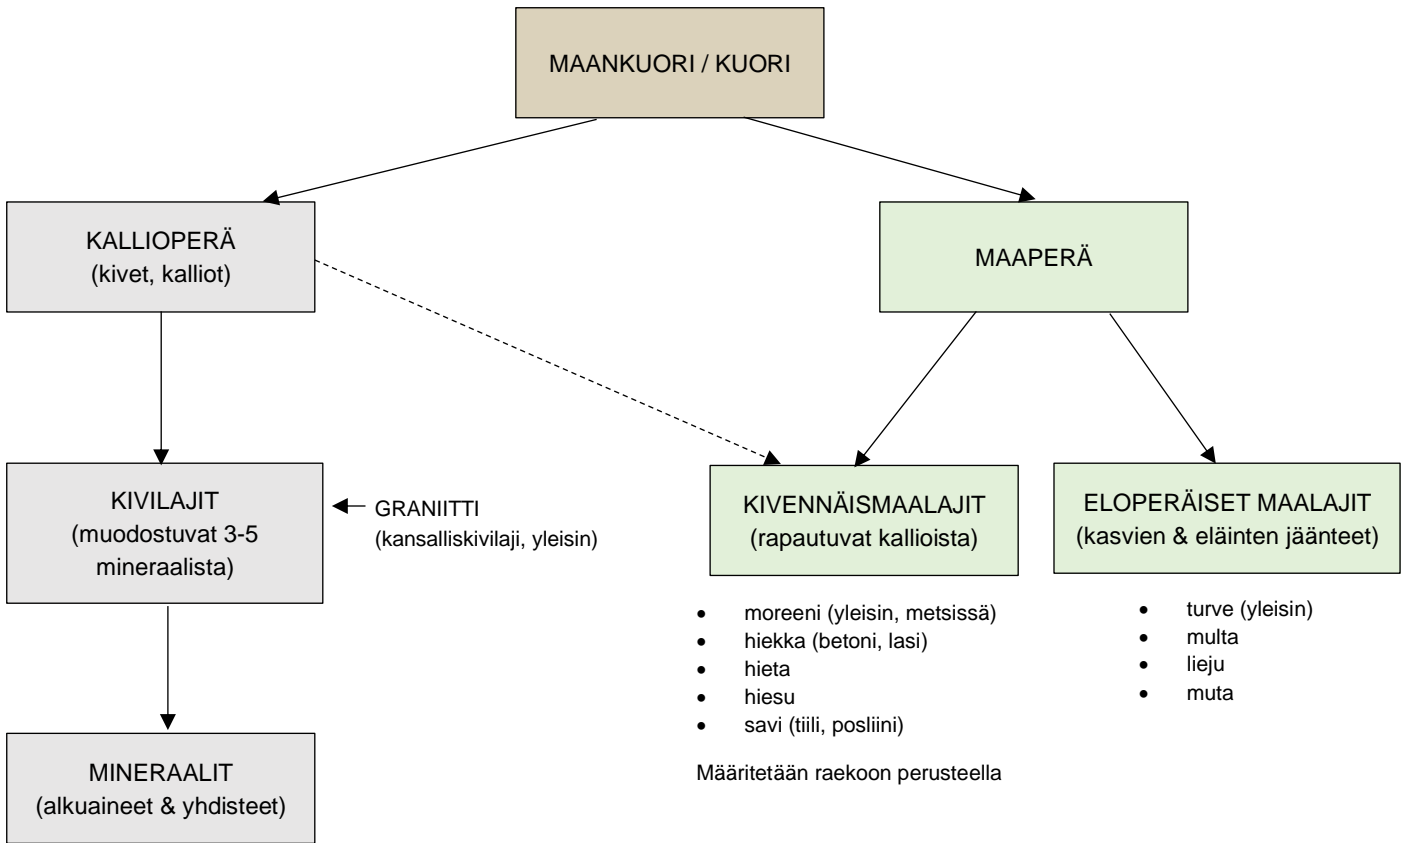 MAANKUORI / KUORI
KALLIOPERÄ
(kivet, kalliot)
MAAPERÄ
KIVILAJIT
(muodostuvat 3-5
mineraalista)
GRANIITTI
(kansalliskivilaji, yleisin)
KIVENNÄISMAALAJIT
(rapautuvat kallioista)
ELOPERÄISET MAALAJIT
(kasvien & eläinten jäänteet)
• moreeni (yleisin, metsissä)
• hiekka (betoni, lasi)
• hieta
• hiesu
• savi (tiili, posliini)
Määritetään raekoon perusteella
• turve (yleisin)
• multa
• lieju
• muta
MINERAALIT
(alkuaineet & yhdisteet)